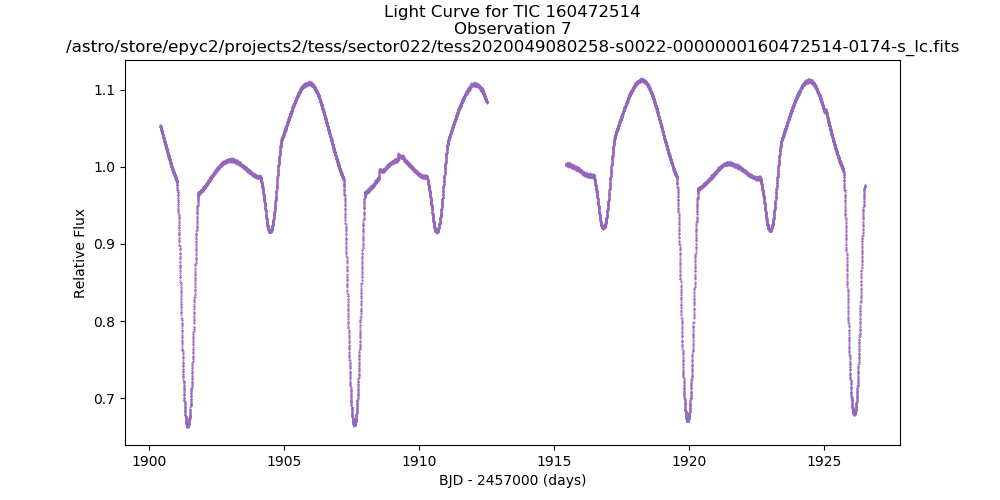 Light Curve for TIC 160472514
Observation 7
/astro/store/epyc2/projects2/tess/sector022/tess2020049080258-s0022-0000000160472514-0174-s_lc.fits
1.1
1.0
0.9
0.8
0.7
Relative Flux
1900
1905
1910
1915
1920
1925
BJD - 2457000 (days)